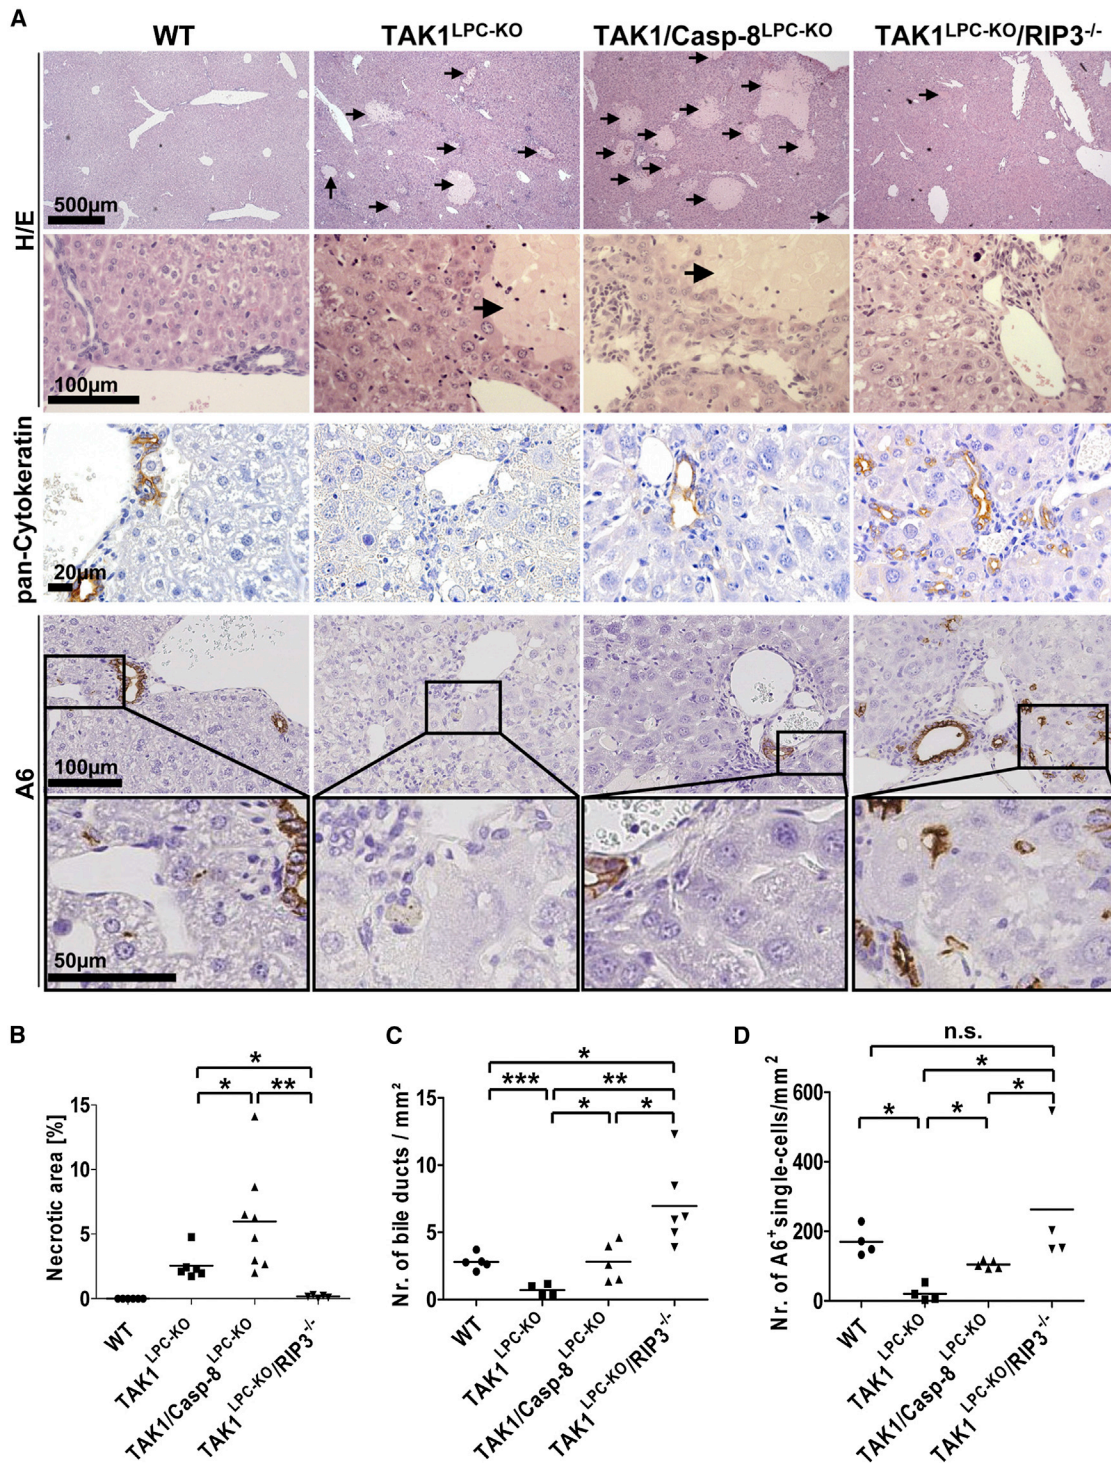 A
WT
TAK1LPC-KO
TAK1/Casp-8LPC-KO
TAK1LPC-KO/RIP3-/-
H/E
500µm
100µm
pan-Cytokeratin
20µm
A6
100µm
50µm
B
Necrotic area [%]
15
10
5
0
*
*
**
WT
TAK1LPC-KO
TAK1/Casp-8LPC-KO
TAK1LPC-KO/RIP3-/-
C
Nr. of bile ducts / mm²
15
10
5
0
*
***
**
*
*
WT
TAK1LPC-KO
TAK1/Casp-8LPC-KO
TAK1LPC-KO/RIP3-/-
D
Nr. of A6+single-cells/mm²
600
400
200
0
n.s.
*
*
*
*
WT
TAK1LPC-KO
TAK1/Casp-8LPC-KO
TAK1LPC-KO/RIP3-/-